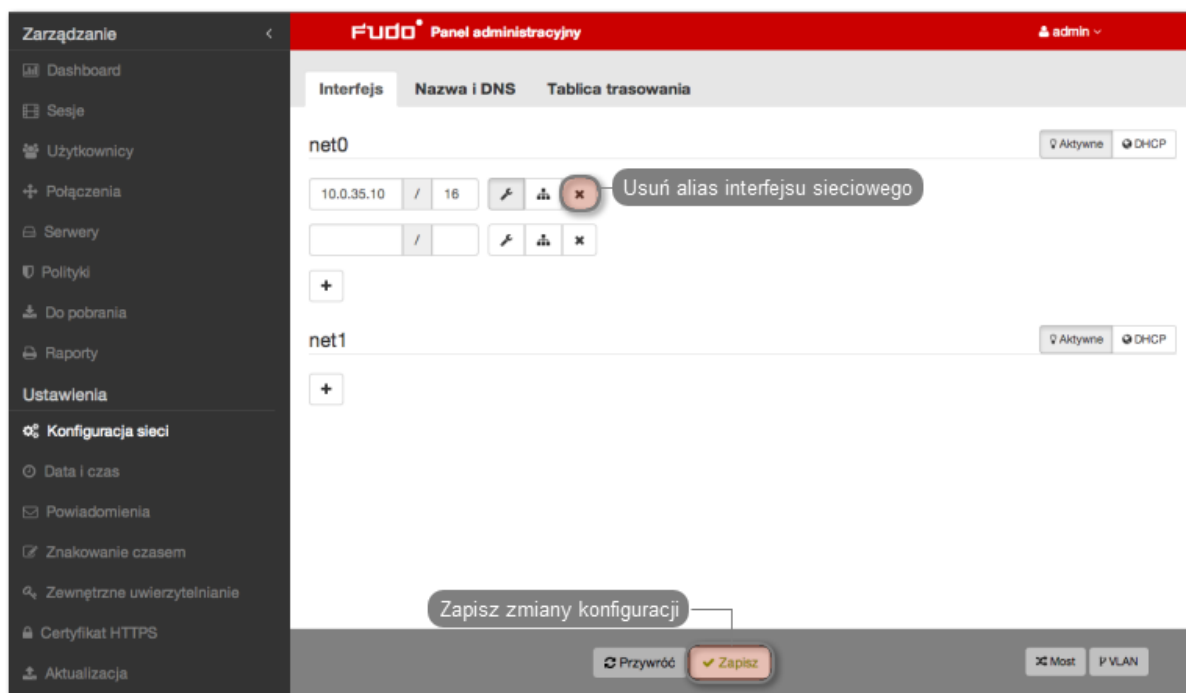 Zarządzanie
FUDO Panel administracyjny
admin
Dashboard
Sesje
Użytkownicy
Połączenia
Serwery
Polityki
Do pobrania
Raporty
Ustawienia
Konfiguracja sieci
Data i czas
Powiadomienia
Znakowanie czasem
Zewnętrzne uwierzytelnianie
Certyfikat HTTPS
Aktualizacja
Interfejs Nazwa i DNS Tablica trasowania
net0
Aktywne DHCP
10.0.35.10 / 16
Usuń alias interfejsu sieciowego
/
net1
Aktywne DHCP
Zapisz zmiany konfiguracji
Przywróć Zapisz
Most VLAN